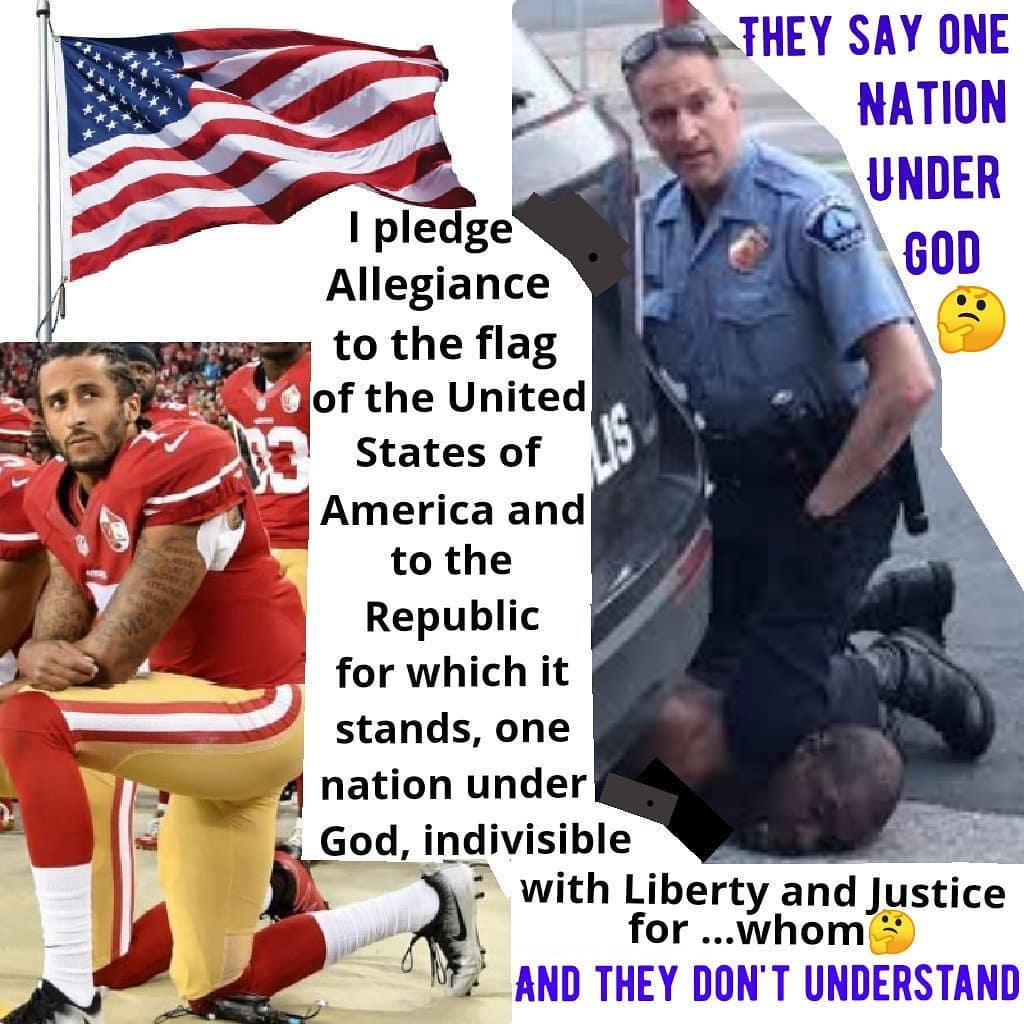 THEY SAY ONE
NATION
UNDER
GOD
I pledge
Allegiance
to the flag
of the United
States of
America and
to the
Republic
for which it
stands, one
nation under
God, indivisible
with Liberty and Justice
for ...whom
AND THEY DON'T UNDERSTAND
93
LIS